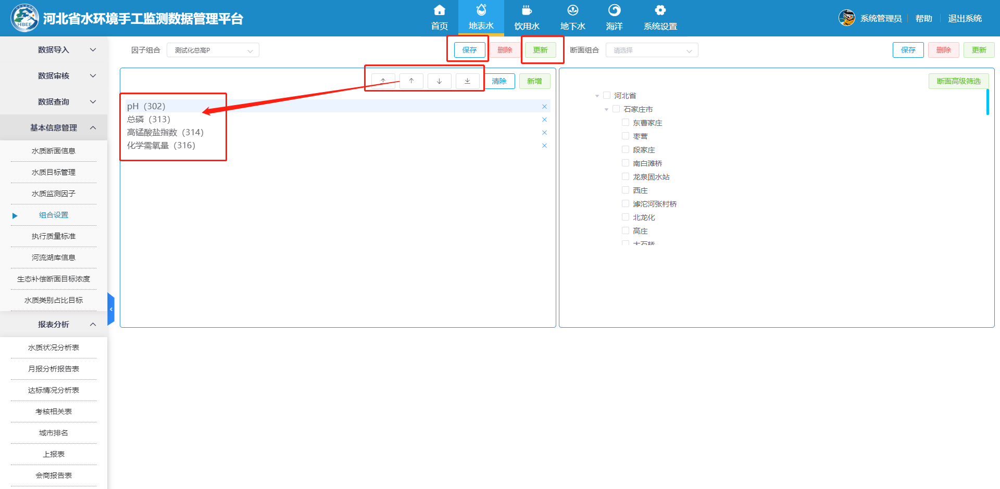 HBEE
河北省水环境手工监测数据管理平台
首页
地表水
饮用水
地下水
海洋
系统设置
系统管理员
帮助
退出系统
数据导入
数据审核
数据查询
基本信息管理
水质断面信息
水质目标管理
水质监测因子
组合设置
执行质量标准
河流湖库信息
生态补偿断面目标浓度
水质类别占比目标
报表分析
水质状况分析表
月报分析报告表
达标情况分析表
考核相关表
城市排名
上报表
会商报告表
因子组合 测试化总高P 保存 删除 更新
清除 新增
pH（302）
总磷（313）
高锰酸盐指数（314）
化学需氧量（316）
断面组合 请选择 保存 删除 更新
断面高级筛选
河北省
石家庄市
东曹家庄
枣营
段家庄
南白滩桥
龙泉固水站
西庄
滹沱河张村桥
北龙化
高庄
大石桥